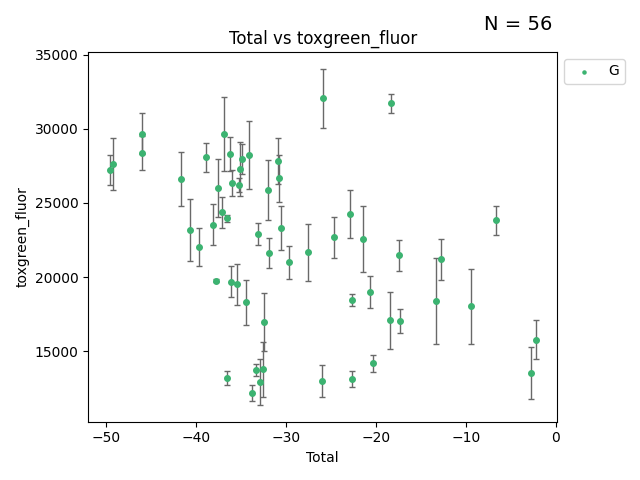 N = 56
Total vs toxgreen_fluor
G
35000
30000
25000
20000
15000
toxgreen_fluor
−50 −40 −30 −20 −10 0
Total